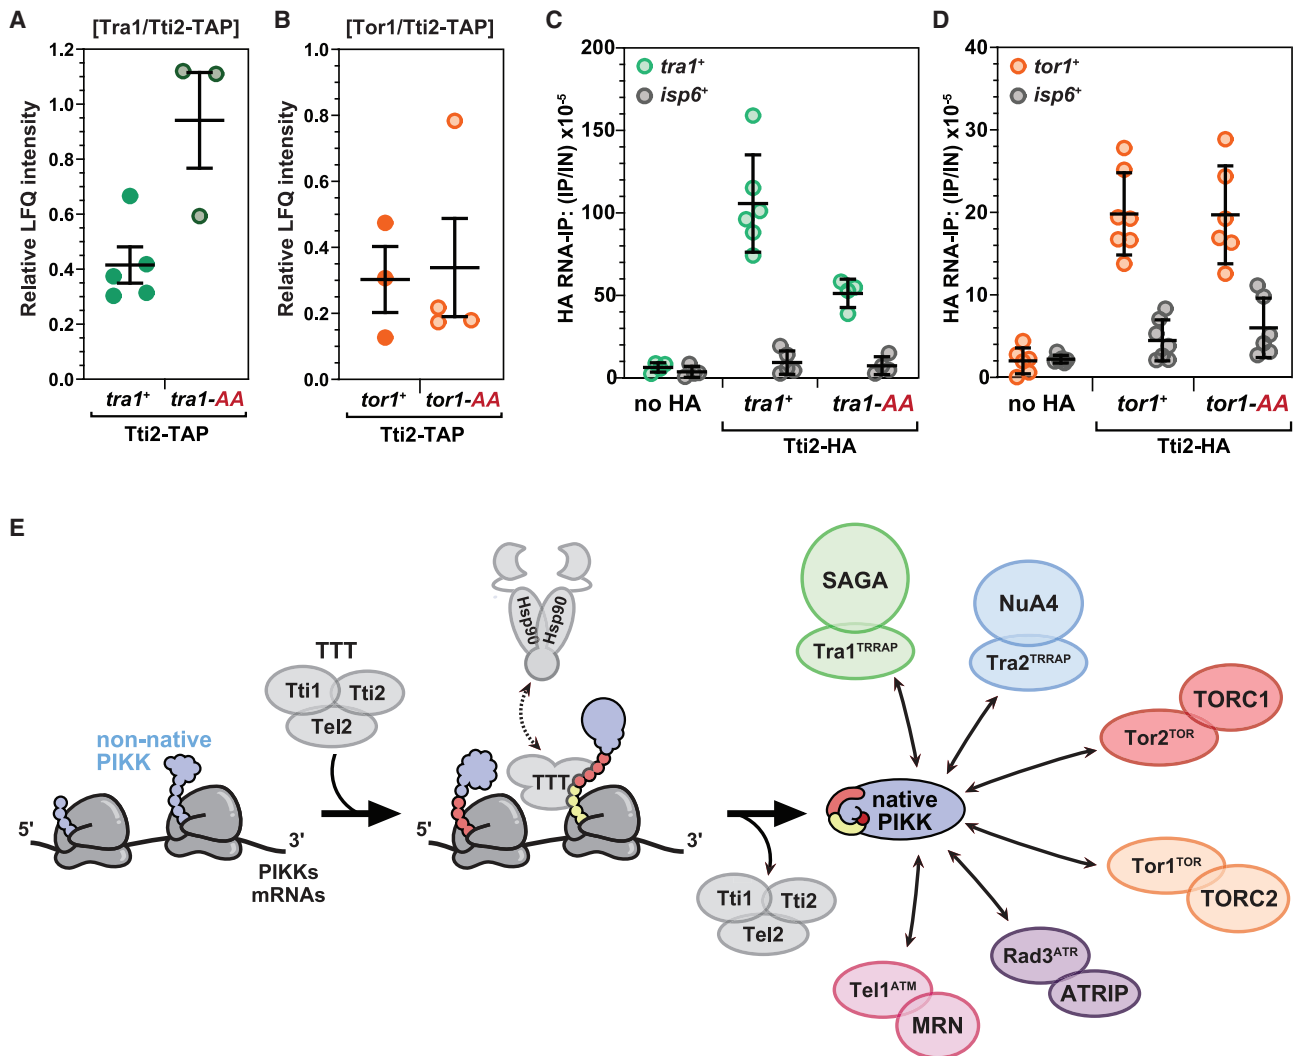 A
[Tra1/Tti2-TAP]
Relative LFQ intensity
1.2
1.0
0.8
0.6
0.4
0.2
0.0
tra1⁺ tra1-AA
Tti2-TAP
B
[Tor1/Tti2-TAP]
Relative LFQ intensity
1.0
0.8
0.6
0.4
0.2
0.0
tor1⁺ tor1-AA
Tti2-TAP
C
HA RNA-IP: (IP/IN) x10⁻⁵
200
150
100
50
0
tra1⁺
isp6⁺
no HA tra1⁺ tra1-AA
Tti2-HA
D
HA RNA-IP: (IP/IN) x10⁻⁵
40
30
20
10
0
tor1⁺
isp6⁺
no HA tor1⁺ tor1-AA
Tti2-HA
E
non-native
PIKK
5'
3'
PIKKs
mRNAs
TTT
Tti1 Tti2
Tel2
Hsp90 Hsp90
TTT
5'
3'
Tti1 Tti2
Tel2
native
PIKK
SAGA
Tra1ᵀᴿᴿᴬᴾ
NuA4
Tra2ᵀᴿᴿᴬᴾ
TORC1
Tor2ᵀᴼᴿ
Tor1ᵀᴼᴿ
TORC2
Rad3ᴬᵀᴿ
ATRIP
Tel1ᴬᵀᴹ
MRN